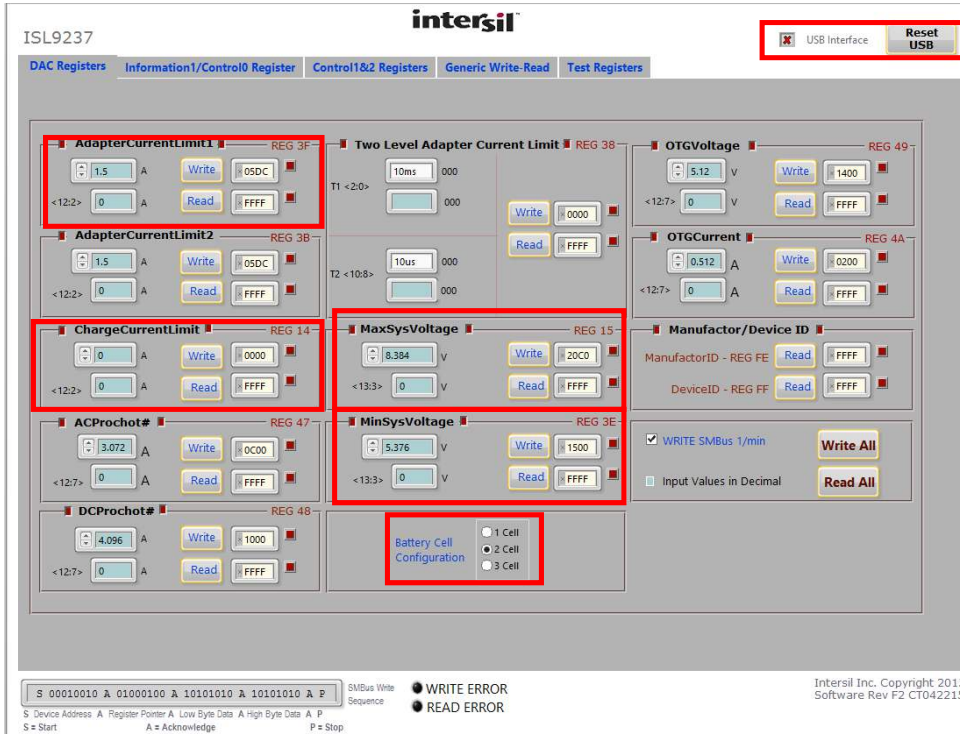 intersil
ISL9237
USB Interface
Reset USB
DAC Registers
Information1/Control0 Register
Control1&2 Registers
Generic Write-Read
Test Registers
AdapterCurrentLimit1
REG 3F
1.5 A Write x 05DC
<12:2> 0 A Read x FFFF
AdapterCurrentLimit2
REG 3B
1.5 A Write x 05DC
<12:2> 0 A Read x FFFF
ChargeCurrentLimit
REG 14
0 A Write x 0000
<12:2> 0 A Read x FFFF
ACProchot#
REG 47
3.072 A Write x 0C00
<12:7> 0 A Read x FFFF
DCProchot#
REG 48
4.096 A Write x 1000
<12:7> 0 A Read x FFFF
Two Level Adapter Current Limit
REG 38
10ms 000
T1 <2:0>
000
Write x 0000
Read x FFFF
10us 000
T2 <10:8>
000
MaxSysVoltage
REG 15
8.384 V Write x 20C0
<13:3> 0 V Read x FFFF
MinSysVoltage
REG 3E
5.376 V Write x 1500
<13:3> 0 V Read x FFFF
Battery Cell
Configuration
1 Cell
2 Cell
3 Cell
OTGVoltage
REG 49
5.12 V Write x 1400
<12:7> 0 V Read x FFFF
OTGCurrent
REG 4A
0.512 A Write x 0200
<12:7> 0 A Read x FFFF
Manufactor/Device ID
ManufactorID - REG FE Read x FFFF
DeviceID - REG FF Read x FFFF
WRITE SMBus 1/min
Write All
Input Values in Decimal
Read All
S 00010010 A 01000100 A 10101010 A 10101010 A P
SMBus Write
Sequence
S Device Address A Register Pointer A Low Byte Data A High Byte Data A P
S = Start A = Acknowledge P = Stop
WRITE ERROR
READ ERROR
Intersil Inc. Copyright 201
Software Rev F2 CT042215